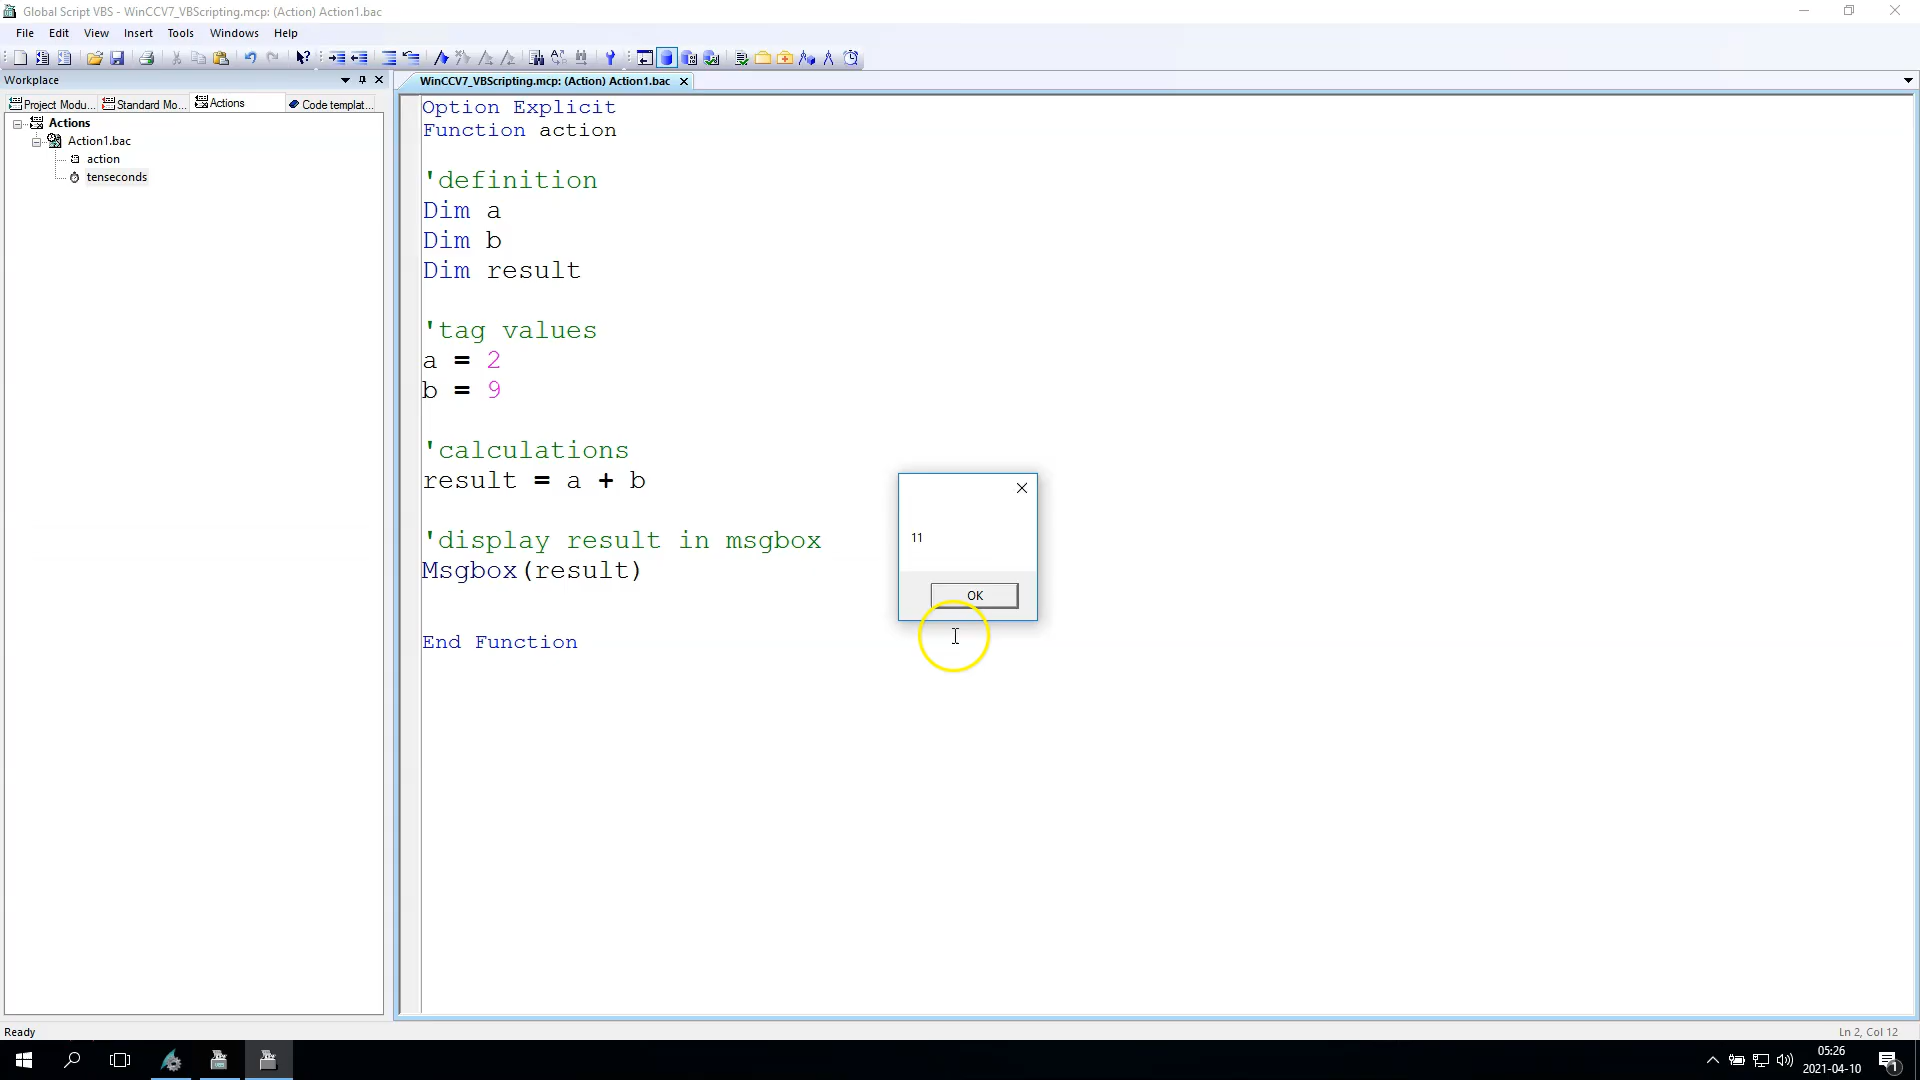 Global Script VBS - WinCCV7_VBScripting.mcp: (Action) Action1.bac
File Edit View Insert Tools Windows Help
Workplace
WinCCV7_VBScripting.mcp: (Action) Action1.bac
Project Modu... Standard Mo... Actions Code templat...
Actions
Action1.bac
action
tenseconds
Option Explicit
Function action
'definition
Dim a
Dim b
Dim result
'tag values
a = 2
b = 9
'calculations
result = a + b
'display result in msgbox
Msgbox(result)
End Function
11
OK
Ready
Ln 2, Col 12
05:26
2021-04-10
1